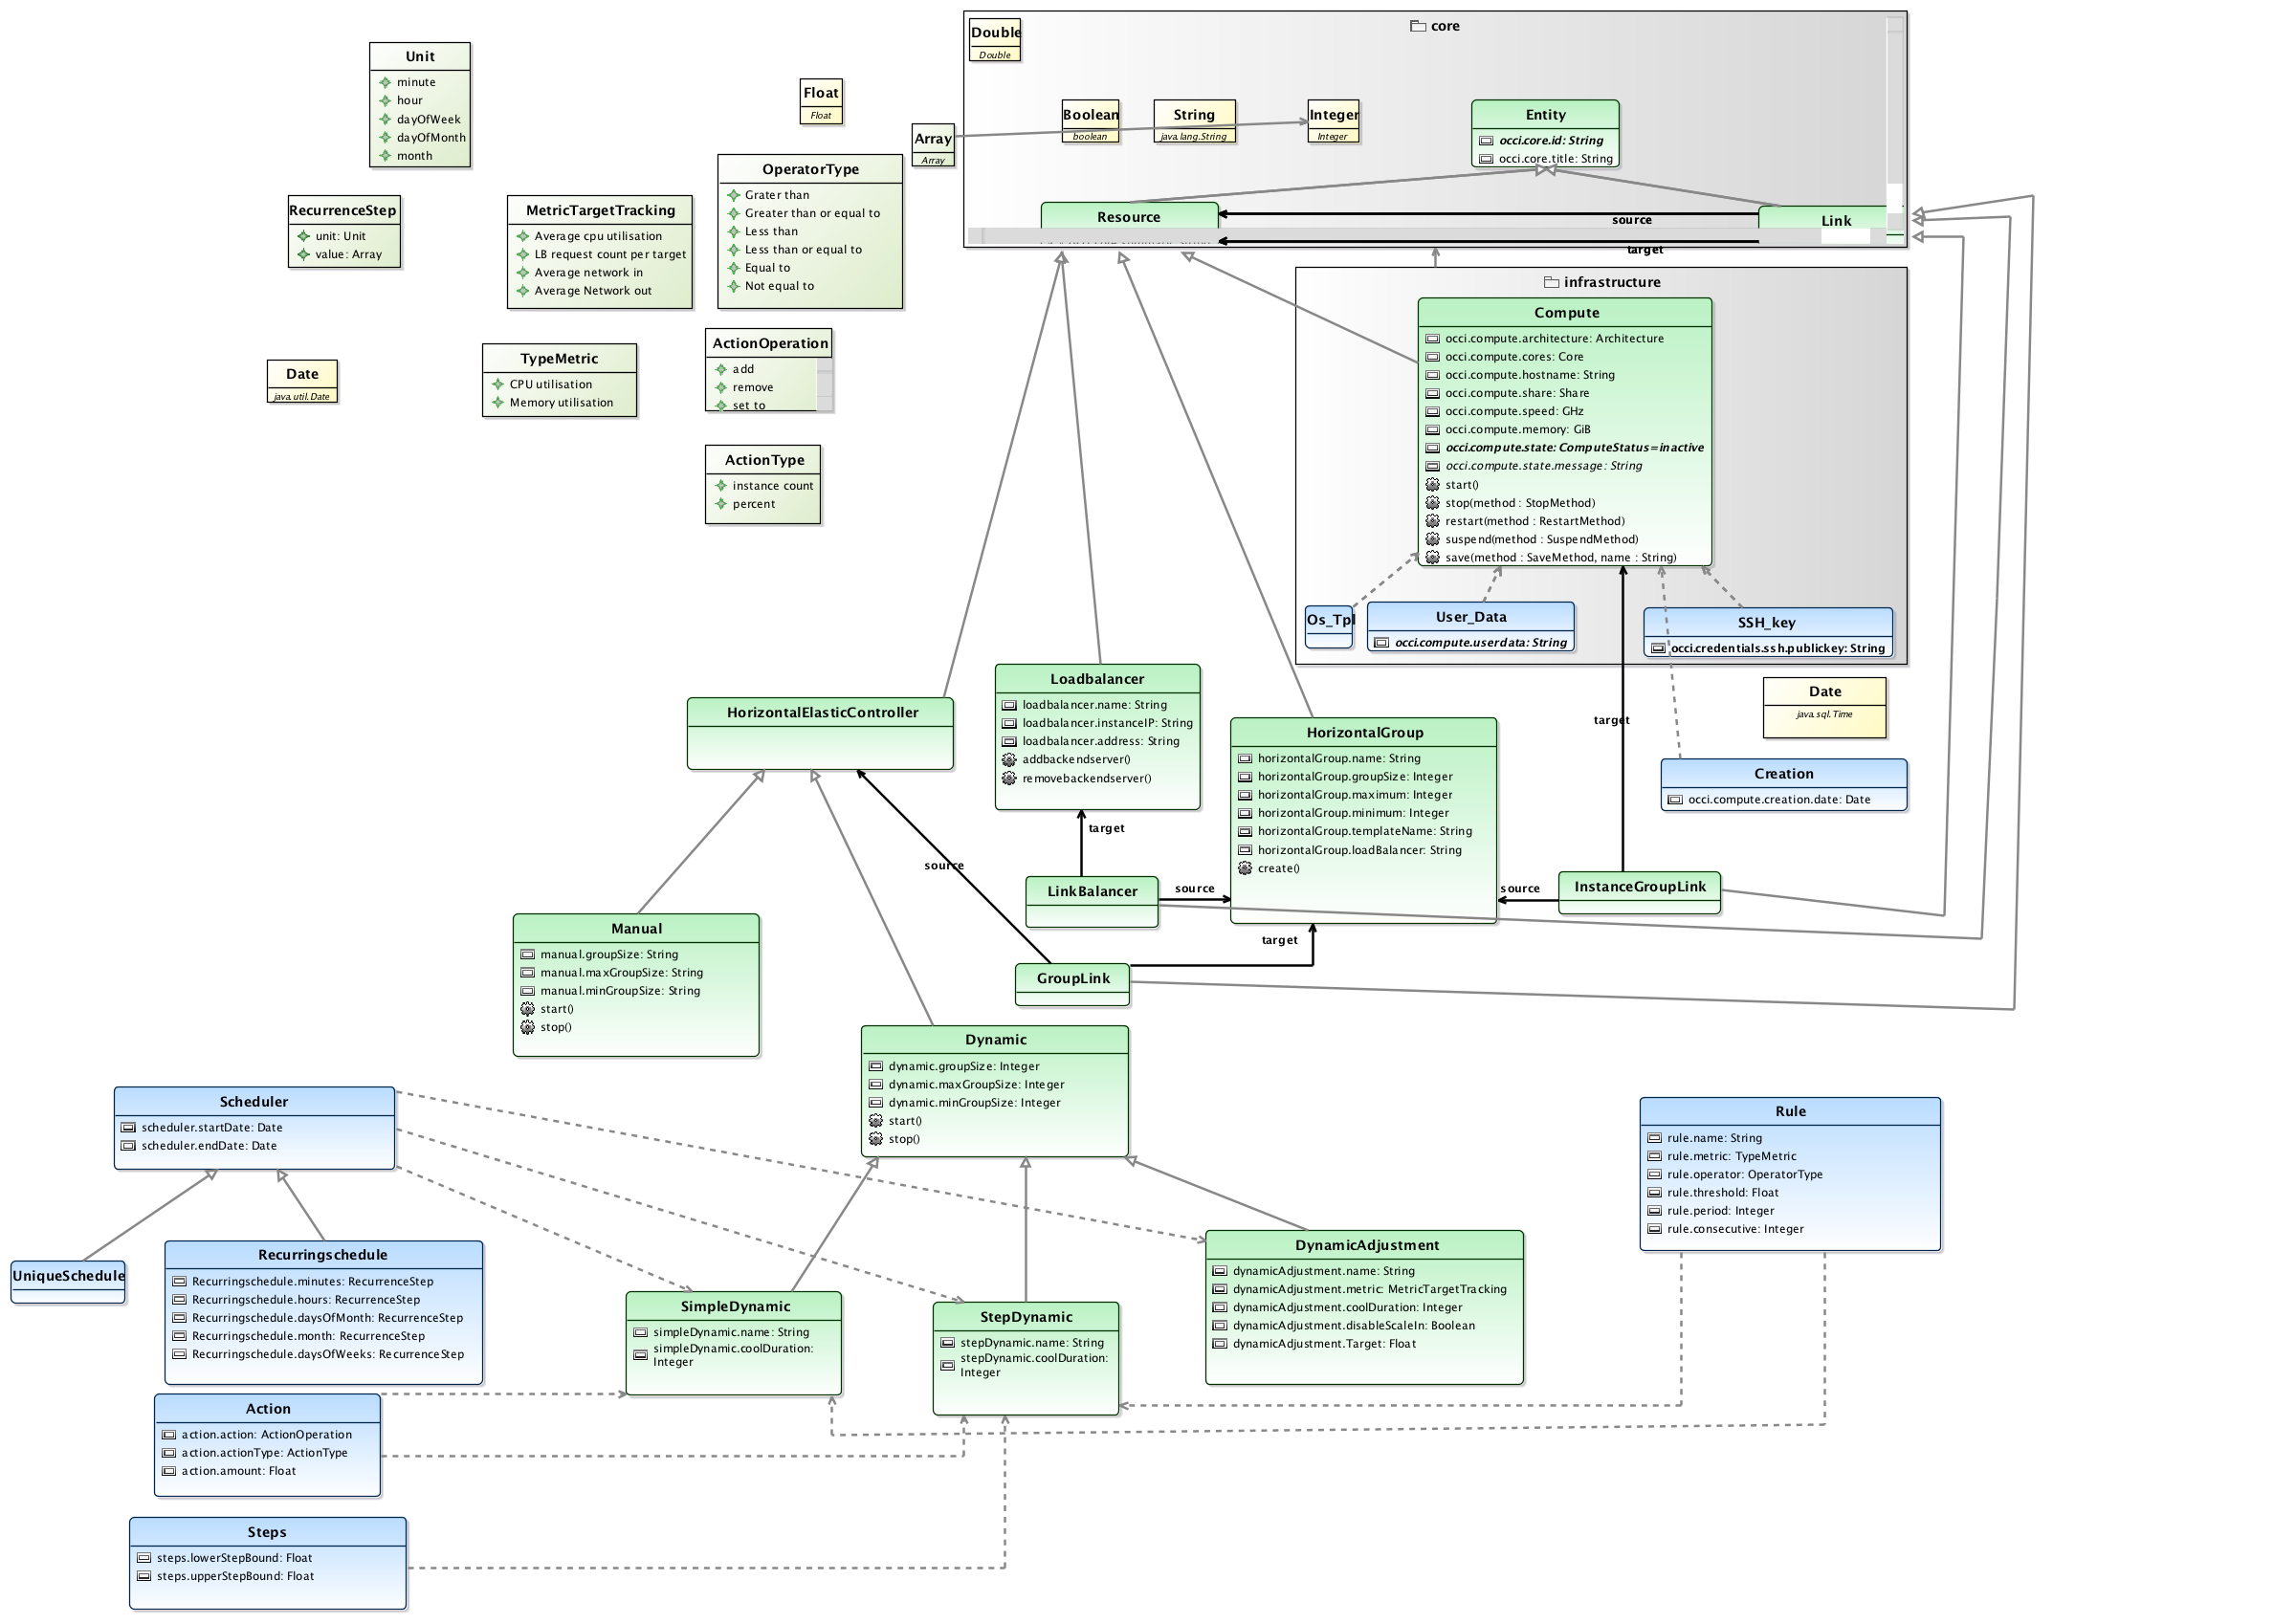 core
Double
Double
Boolean
boolean
String
java.lang.String
Integer
Integer
Entity
occi.core.id: String
occi.core.title: String
Resource
Link
source
target
Unit
minute
hour
dayOfWeek
dayOfMonth
month
Float
Float
Array
Array
RecurrenceStep
unit: Unit
value: Array
MetricTargetTracking
Average cpu utilisation
LB request count per target
Average network in
Average Network out
OperatorType
Grater than
Greater than or equal to
Less than
Less than or equal to
Equal to
Not equal to
Date
java.util.Date
TypeMetric
CPU utilisation
Memory utilisation
ActionOperation
add
remove
set to
ActionType
instance count
percent
infrastructure
Compute
occi.compute.architecture: Architecture
occi.compute.cores: Core
occi.compute.hostname: String
occi.compute.share: Share
occi.compute.speed: GHz
occi.compute.memory: GiB
occi.compute.state: ComputeStatus=inactive
occi.compute.state.message: String
start()
stop(method : StopMethod)
restart(method : RestartMethod)
suspend(method : SuspendMethod)
save(method : SaveMethod, name : String)
Os_Tpl
User_Data
occi.compute.userdata: String
SSH_key
occi.credentials.ssh.publickey: String
Date
java.sql.Time
Creation
occi.compute.creation.date: Date
target
HorizontalElasticController
Loadbalancer
loadbalancer.name: String
loadbalancer.instanceIP: String
loadbalancer.address: String
addbackendserver()
removebackendserver()
HorizontalGroup
horizontalGroup.name: String
horizontalGroup.groupSize: Integer
horizontalGroup.maximum: Integer
horizontalGroup.minimum: Integer
horizontalGroup.templateName: String
horizontalGroup.loadBalancer: String
create()
target
source
LinkBalancer
source
source
InstanceGroupLink
target
GroupLink
Manual
manual.groupSize: String
manual.maxGroupSize: String
manual.minGroupSize: String
start()
stop()
Dynamic
dynamic.groupSize: Integer
dynamic.maxGroupSize: Integer
dynamic.minGroupSize: Integer
start()
stop()
Scheduler
scheduler.startDate: Date
scheduler.endDate: Date
Rule
rule.name: String
rule.metric: TypeMetric
rule.operator: OperatorType
rule.threshold: Float
rule.period: Integer
rule.consecutive: Integer
UniqueSchedule
Recurringschedule
Recurringschedule.minutes: RecurrenceStep
Recurringschedule.hours: RecurrenceStep
Recurringschedule.daysOfMonth: RecurrenceStep
Recurringschedule.month: RecurrenceStep
Recurringschedule.daysOfWeeks: RecurrenceStep
SimpleDynamic
simpleDynamic.name: String
simpleDynamic.coolDuration:
Integer
StepDynamic
stepDynamic.name: String
stepDynamic.coolDuration:
Integer
DynamicAdjustment
dynamicAdjustment.name: String
dynamicAdjustment.metric: MetricTargetTracking
dynamicAdjustment.coolDuration: Integer
dynamicAdjustment.disableScaleIn: Boolean
dynamicAdjustment.Target: Float
Action
action.action: ActionOperation
action.actionType: ActionType
action.amount: Float
Steps
steps.lowerStepBound: Float
steps.upperStepBound: Float